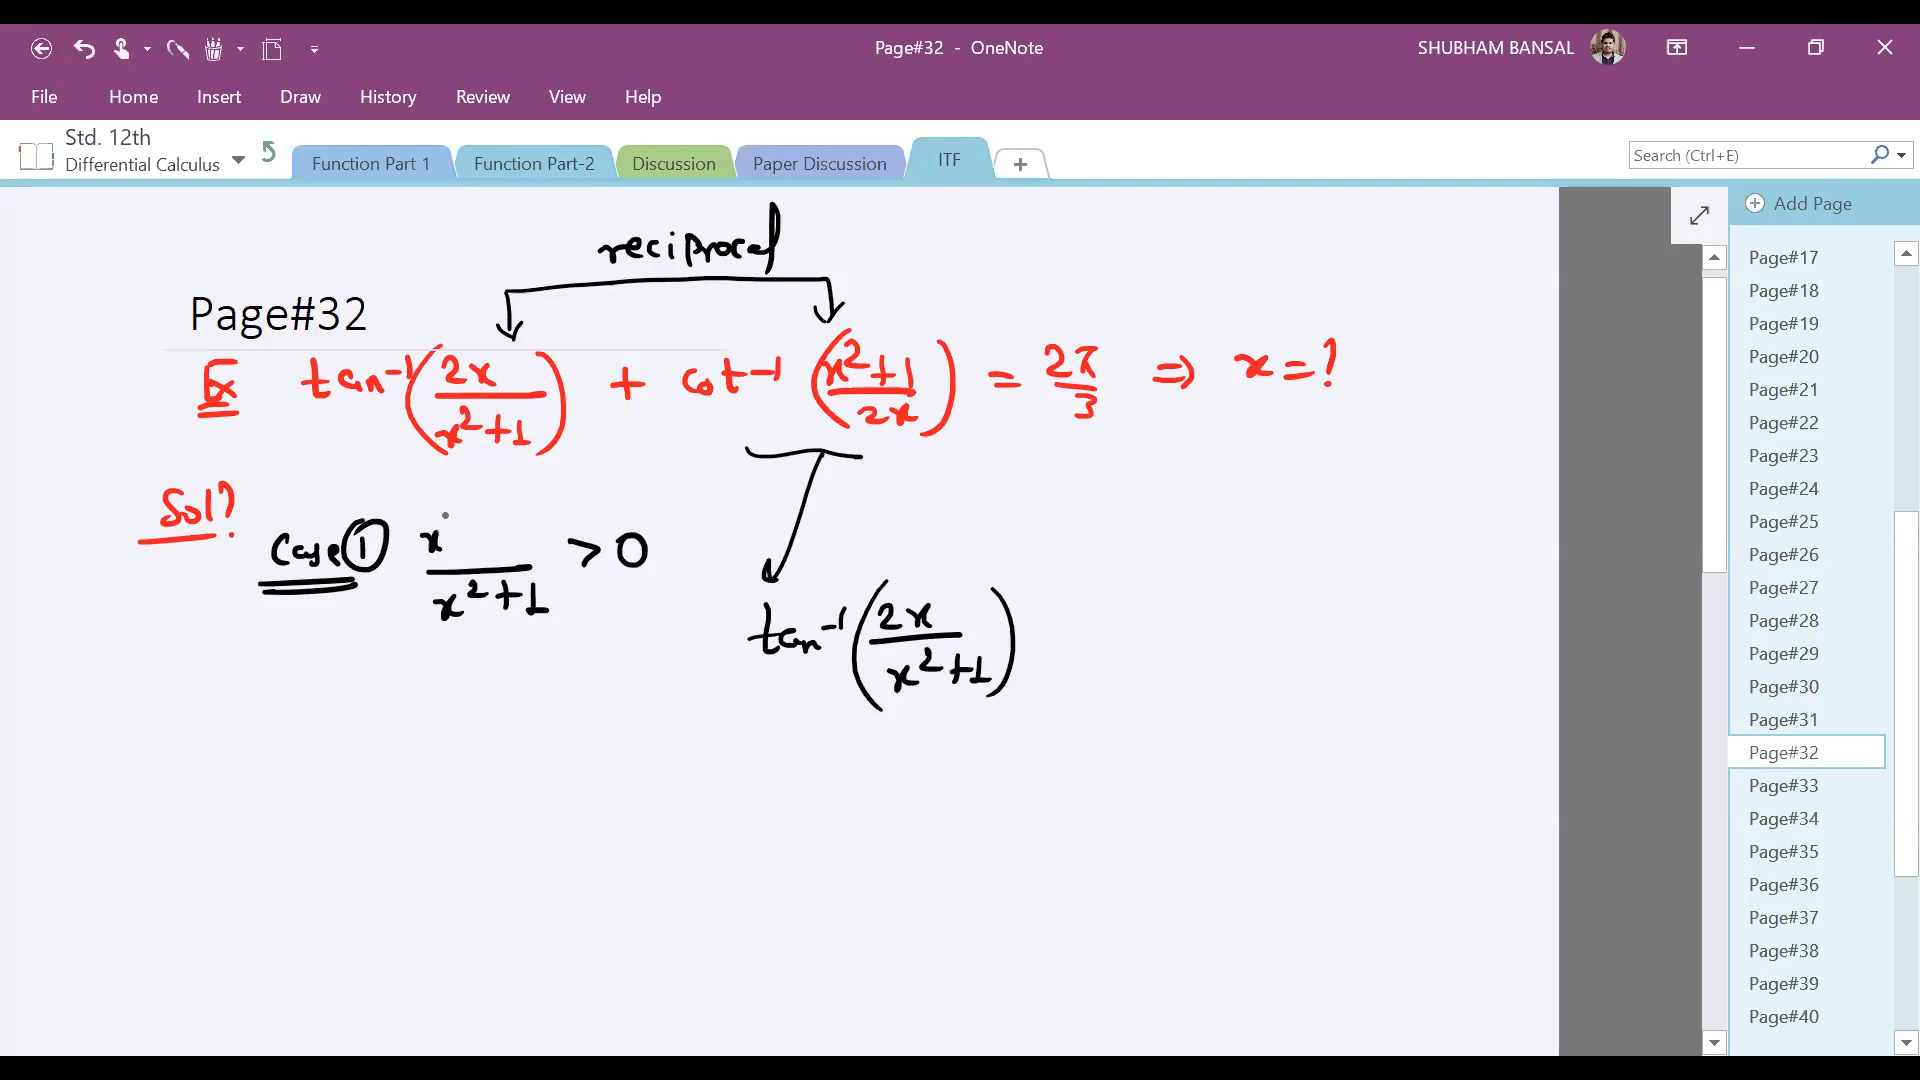 Page#32 - OneNote
SHUBHAM BANSAL
File Home Insert Draw History Review View Help
Std. 12th
Differential Calculus
Function Part 1
Function Part-2
Discussion
Paper Discussion
ITF
+
Search (Ctrl+E)
Add Page
reciprocal
Page#32
Ex tan⁻¹(2x/(x²+1)) + cot⁻¹((x²+1)/2x) = 2π/3 ⇒ x=?
Sol?
Case ① x/(x²+1) > 0
tan⁻¹(2x/(x²+1))
Page#17
Page#18
Page#19
Page#20
Page#21
Page#22
Page#23
Page#24
Page#25
Page#26
Page#27
Page#28
Page#29
Page#30
Page#31
Page#32
Page#33
Page#34
Page#35
Page#36
Page#37
Page#38
Page#39
Page#40